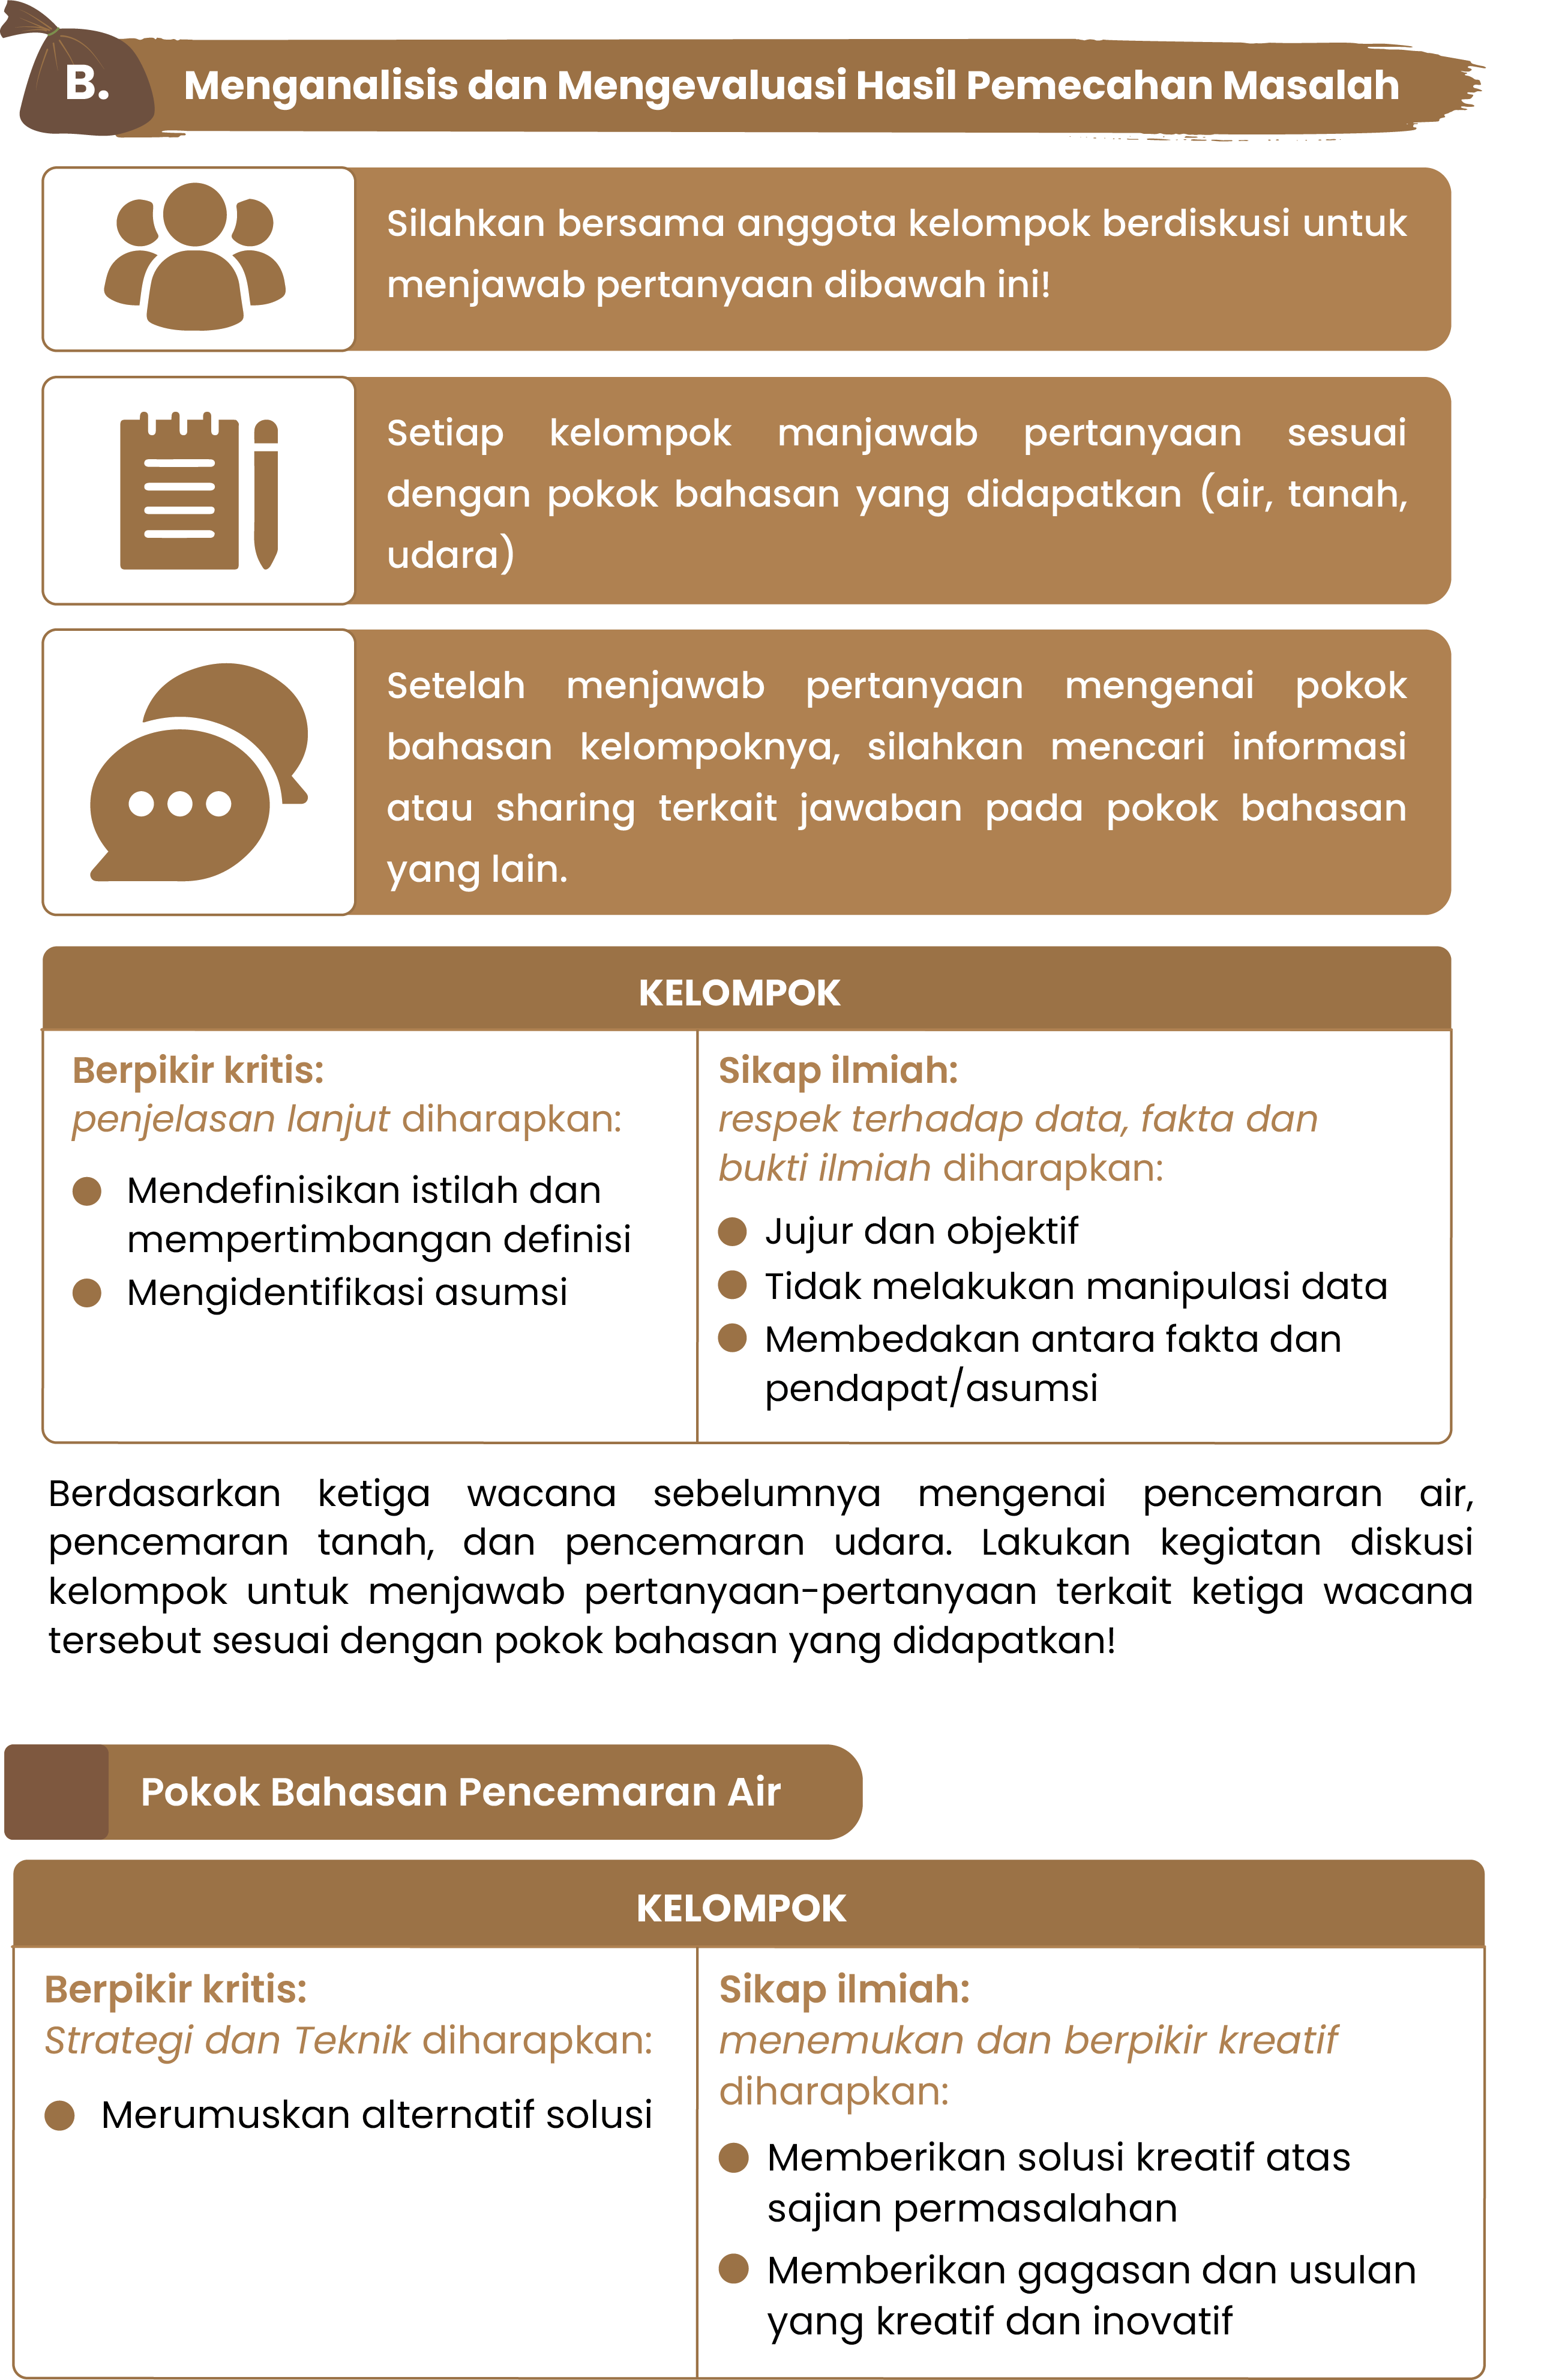 B.
Menganalisis dan Mengevaluasi Hasil Pemecahan Masalah
Silahkan bersama anggota kelompok berdiskusi untuk
menjawab pertanyaan dibawah ini!
Setiap kelompok manjawab pertanyaan sesuai
dengan pokok bahasan yang didapatkan (air, tanah,
udara)
Setelah menjawab pertanyaan mengenai pokok
bahasan kelompoknya, silahkan mencari informasi
atau sharing terkait jawaban pada pokok bahasan
yang lain.
KELOMPOK
Berpikir kritis:
penjelasan lanjut diharapkan:
Mendefinisikan istilah dan
mempertimbangan definisi
Mengidentifikasi asumsi
Sikap ilmiah:
respek terhadap data, fakta dan
bukti ilmiah diharapkan:
Jujur dan objektif
Tidak melakukan manipulasi data
Membedakan antara fakta dan
pendapat/asumsi
Berdasarkan ketiga wacana sebelumnya mengenai pencemaran air,
pencemaran tanah, dan pencemaran udara. Lakukan kegiatan diskusi
kelompok untuk menjawab pertanyaan-pertanyaan terkait ketiga wacana
tersebut sesuai dengan pokok bahasan yang didapatkan!
Pokok Bahasan Pencemaran Air
KELOMPOK
Berpikir kritis:
Strategi dan Teknik diharapkan:
Merumuskan alternatif solusi
Sikap ilmiah:
menemukan dan berpikir kreatif
diharapkan:
Memberikan solusi kreatif atas
sajian permasalahan
Memberikan gagasan dan usulan
yang kreatif dan inovatif